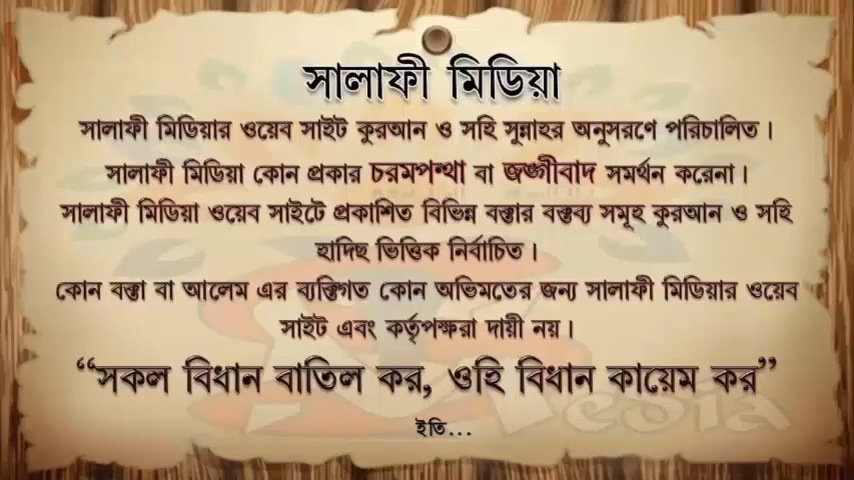 সালাফী মিডিয়া
সালাফী মিডিয়ার ওয়েব সাইট কুরআন ও সহি সুন্নাহর অনুসরণে পরিচালিত।
সালাফী মিডিয়া কোন প্রকার চরমপন্থা বা জঙ্গীবাদ সমর্থন করেনা।
সালাফী মিডিয়া ওয়েব সাইটে প্রকাশিত বিভিন্ন বক্তার বক্তব্য সমূহ কুরআন ও সহি
হাদিছ ভিত্তিক নির্বাচিত।
কোন বক্তা বা আলেম এর ব্যক্তিগত কোন অভিমতের জন্য সালাফী মিডিয়ার ওয়েব
সাইট এবং কর্তৃপক্ষরা দায়ী নয়।
“সকল বিধান বাতিল কর, ওহি বিধান কায়েম কর”
ইতি...